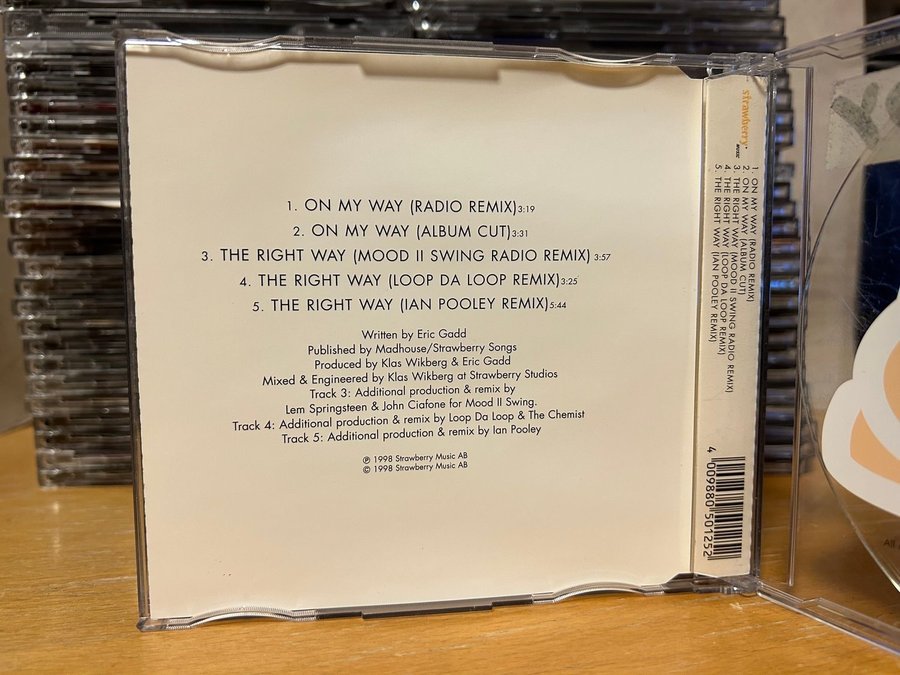 1. ON MY WAY (RADIO REMIX)3:19
2. ON MY WAY (ALBUM CUT)3:31
3. THE RIGHT WAY (MOOD II SWING RADIO REMIX) 3:57
4. THE RIGHT WAY (LOOP DA LOOP REMIX)3:25
5. THE RIGHT WAY (IAN POOLEY REMIX)5:44
Written by Eric Gadd
Published by Madhouse/Strawberry Songs
Produced by Klas Wikberg & Eric Gadd
Mixed & Engineered by Klas Wikberg at Strawberry Studios
Track 3: Additional production & remix by
Lem Springsteen & John Ciafone for Mood II Swing.
Track 4: Additional production & remix by Loop Da Loop & The Chemist
Track 5: Additional production & remix by Ian Pooley
℗ 1998 Strawberry Music AB
© 1998 Strawberry Music AB
strawberry
MUSIC
1. ON MY WAY (RADIO REMIX)
2. ON MY WAY (ALBUM CUT)
3. THE RIGHT WAY (MOOD II SWING RADIO REMIX)
4. THE RIGHT WAY (LOOP DA LOOP REMIX)
5. THE RIGHT WAY (IAN POOLEY REMIX)
4 009880 501252
All